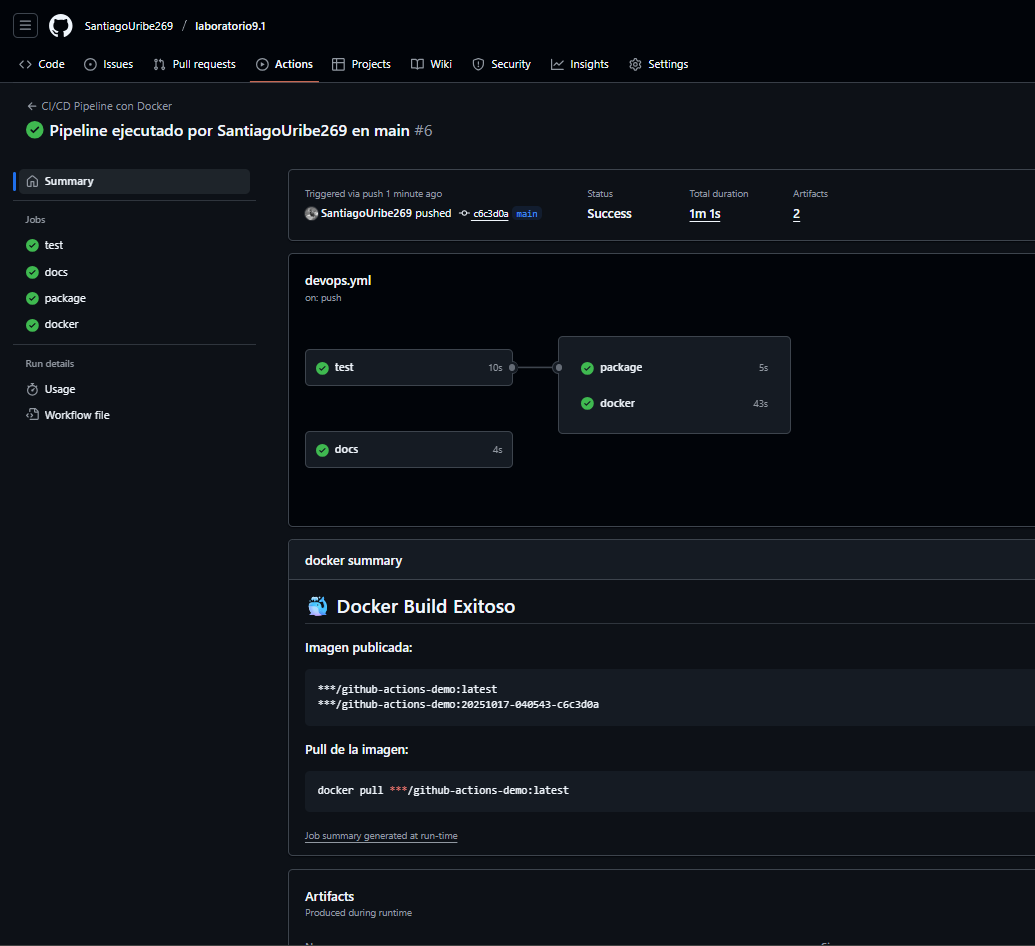 SantiagoUribe269 / laboratorio9.1
Code Issues Pull requests Actions Projects Wiki Security Insights Settings
← CI/CD Pipeline con Docker
Pipeline ejecutado por SantiagoUribe269 en main #6
Summary
Jobs
test
docs
package
docker
Run details
Usage
Workflow file
Triggered via push 1 minute ago
SantiagoUribe269 pushed c6c3d0a main
Status
Success
Total duration
1m 1s
Artifacts
2
devops.yml
on: push
test 10s
package 5s
docker 43s
docs 4s
docker summary
Docker Build Exitoso
Imagen publicada:
***/github-actions-demo:latest
***/github-actions-demo:20251017-040543-c6c3d0a
Pull de la imagen:
docker pull ***/github-actions-demo:latest
Job summary generated at run-time
Artifacts
Produced during runtime